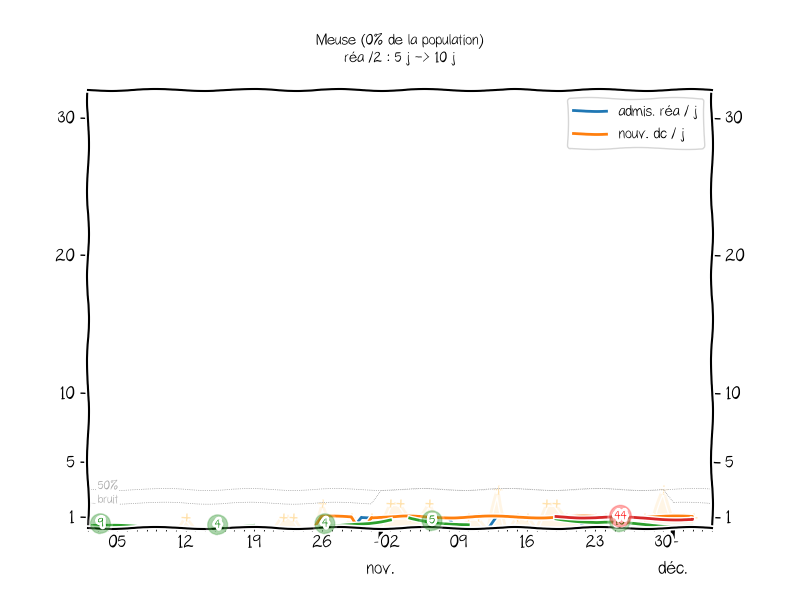 Meuse (0% de la population)
réa /2 : 5 j -> 10 j
admis. réa / j
nouv. dc / j
30 30
20 20
10 10
5 5
50%
bruit
1 1
9 4 4 5 44
05 12 19 26 02 09 16 23 30
nov. déc.